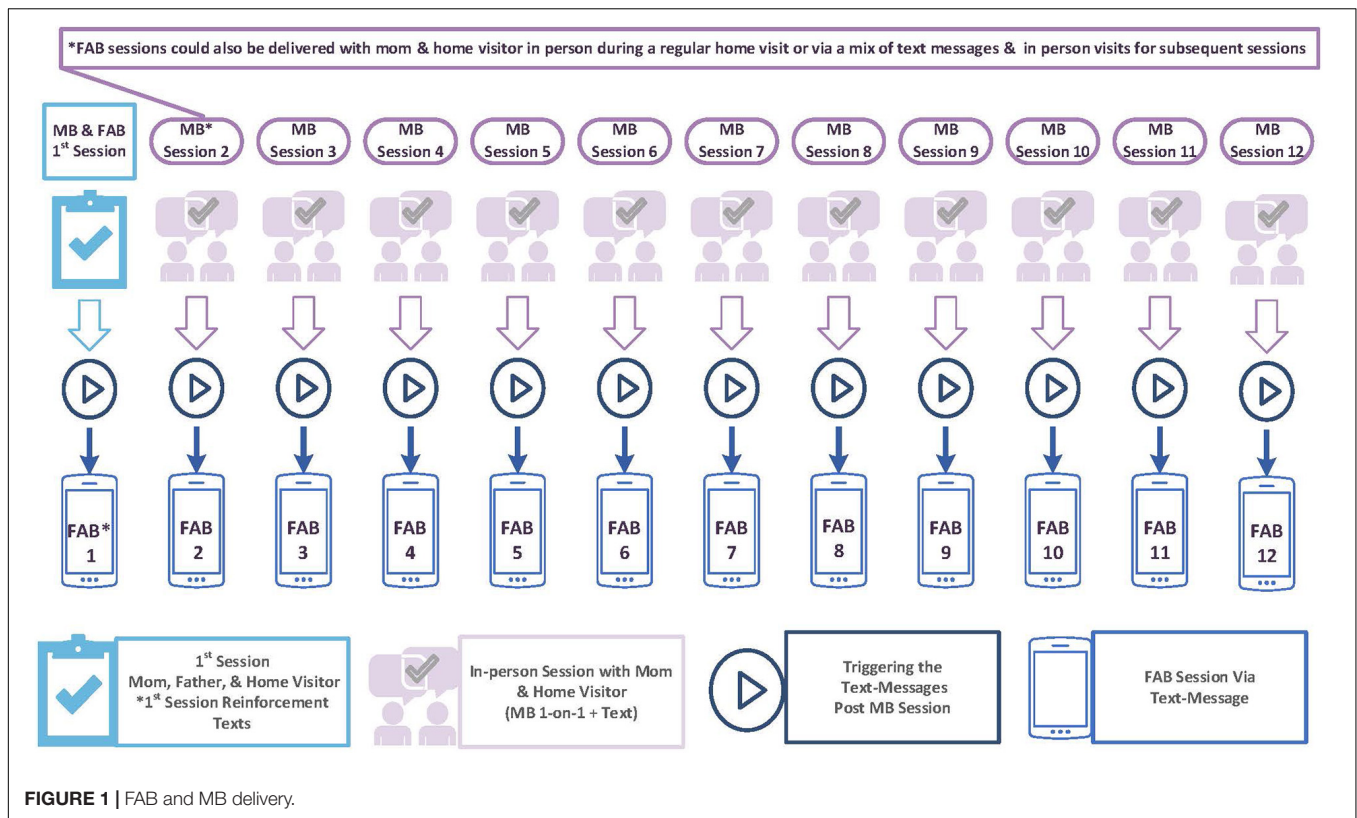 *FAB sessions could also be delivered with mom & home visitor in person during a regular home visit or via a mix of text messages & in person visits for subsequent sessions
MB & FAB
1st Session
MB*
Session 2
MB
Session 3
MB
Session 4
MB
Session 5
MB
Session 6
MB
Session 7
MB
Session 8
MB
Session 9
MB
Session 10
MB
Session 11
MB
Session 12
FAB*
1
FAB
2
FAB
3
FAB
4
FAB
5
FAB
6
FAB
7
FAB
8
FAB
9
FAB
10
FAB
11
FAB
12
1st Session
Mom, Father, & Home Visitor
*1st Session Reinforcement
Texts
In-person Session with Mom
& Home Visitor
(MB 1-on-1 + Text)
Triggering the
Text-Messages
Post MB Session
FAB Session Via
Text-Message
FIGURE 1 | FAB and MB delivery.